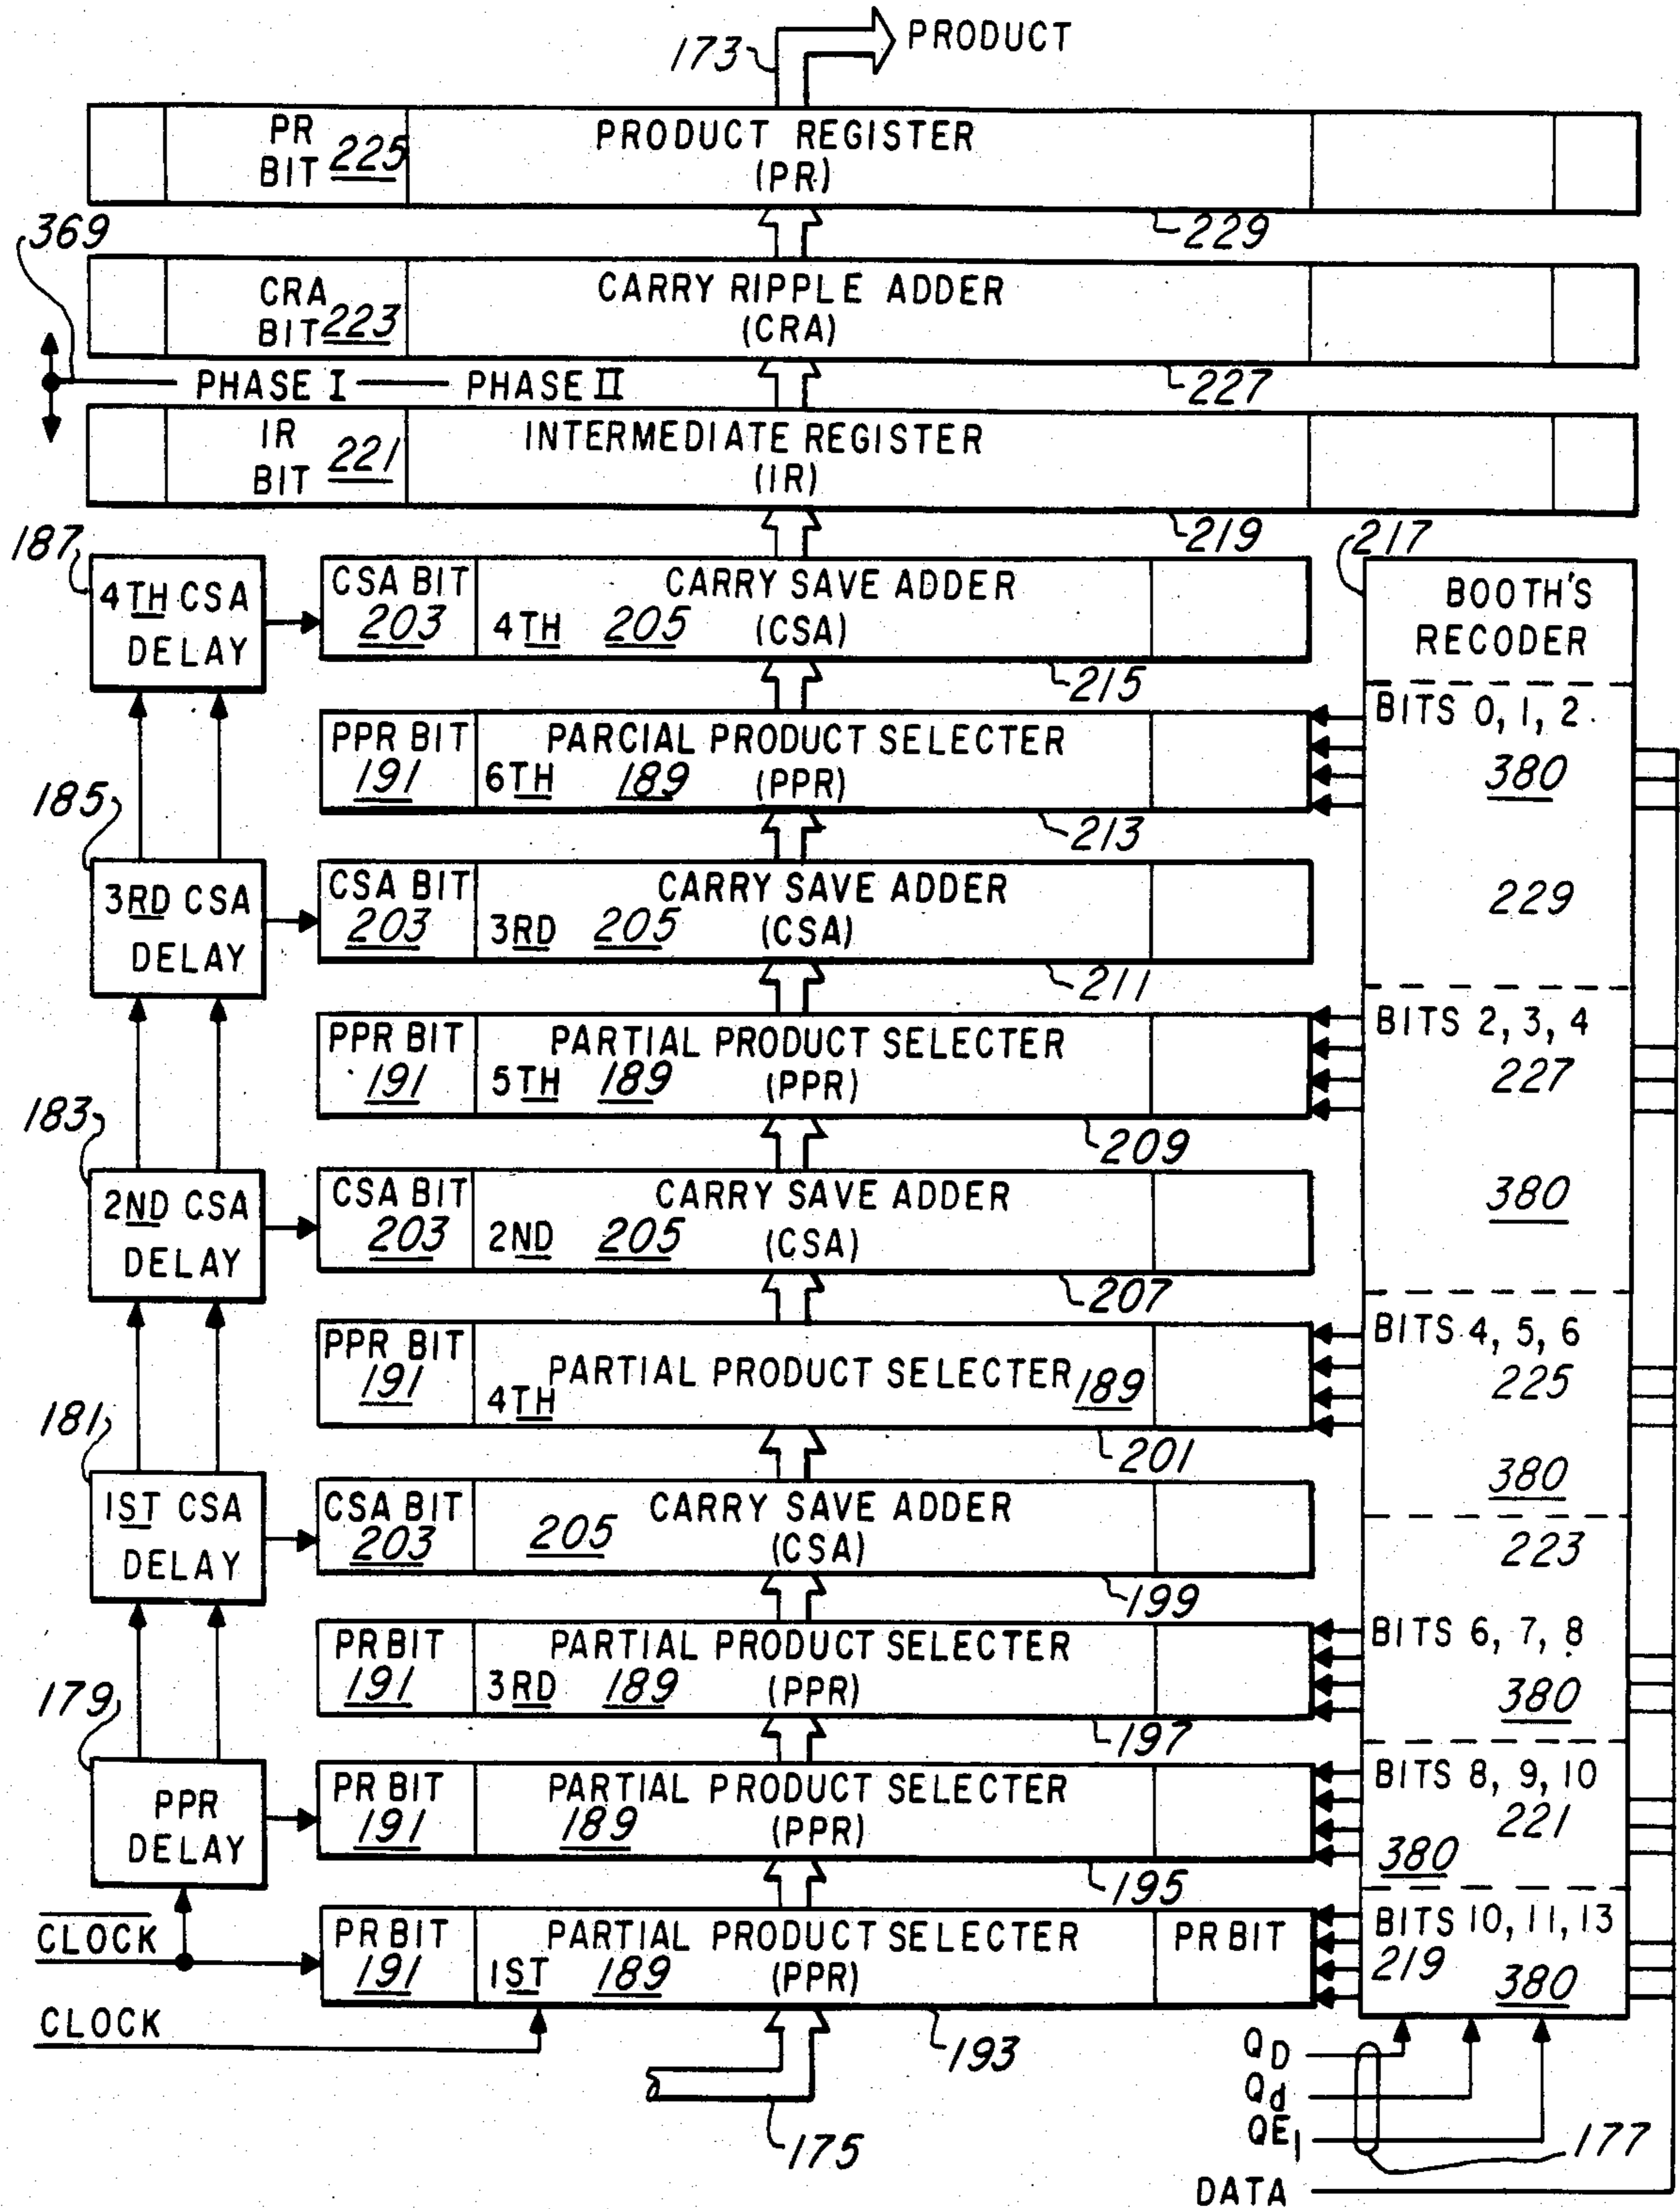 173 PRODUCT
PR BIT 225
PRODUCT REGISTER
(PR)
229
369
CRA BIT 223
CARRY RIPPLE ADDER
(CRA)
227
PHASE I PHASE II
IR BIT 221
INTERMEDIATE REGISTER
(IR)
219
217
187
4TH CSA
DELAY
CSA BIT
203
CARRY SAVE ADDER
4TH 205 (CSA)
215
BOOTH'S
RECODER
PPR BIT
191
PARCIAL PRODUCT SELECTER
6TH 189 (PPR)
213
BITS 0, 1, 2
380
229
185
3RD CSA
DELAY
CSA BIT
203
CARRY SAVE ADDER
3RD 205 (CSA)
211
PPR BIT
191
PARTIAL PRODUCT SELECTER
5TH 189 (PPR)
209
BITS 2, 3, 4
227
380
183
2ND CSA
DELAY
CSA BIT
203
CARRY SAVE ADDER
2ND 205 (CSA)
207
PPR BIT
191
PARTIAL PRODUCT SELECTER 189
4TH
201
BITS 4, 5, 6
225
380
181
1ST CSA
DELAY
CSA BIT
203
CARRY SAVE ADDER
205 (CSA)
199
223
PR BIT
191
PARTIAL PRODUCT SELECTER
3RD 189 (PPR)
197
BITS 6, 7, 8
380
179
PPR
DELAY
PR BIT
191
PARTIAL PRODUCT SELECTER
189 (PPR)
195
BITS 8, 9, 10
221
380
CLOCK
PR BIT
191
PARTIAL PRODUCT SELECTER
1ST 189 (PPR)
PR BIT
193
BITS 10, 11, 13
219
380
CLOCK
175
QD
Qd
QE1
177
DATA